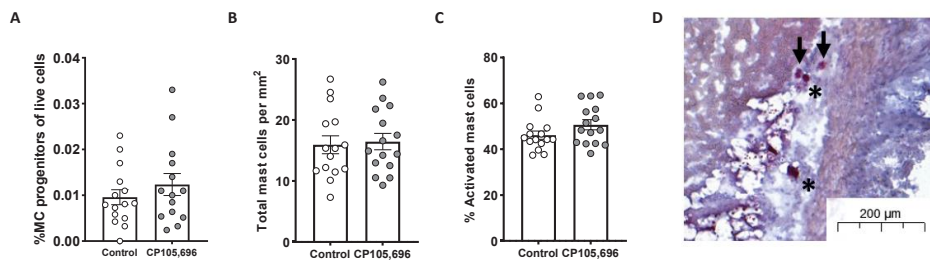 A
B
C
D
%MIC progenitors of live cells
0.04
0.03
0.02
0.01
0.00
Control
CP105,696
Total mast cells per mm²
30
20
10
0
Control
CP105,696
% Activated mast cells
80
60
40
20
0
Control CP105,696
*
*
200 µm